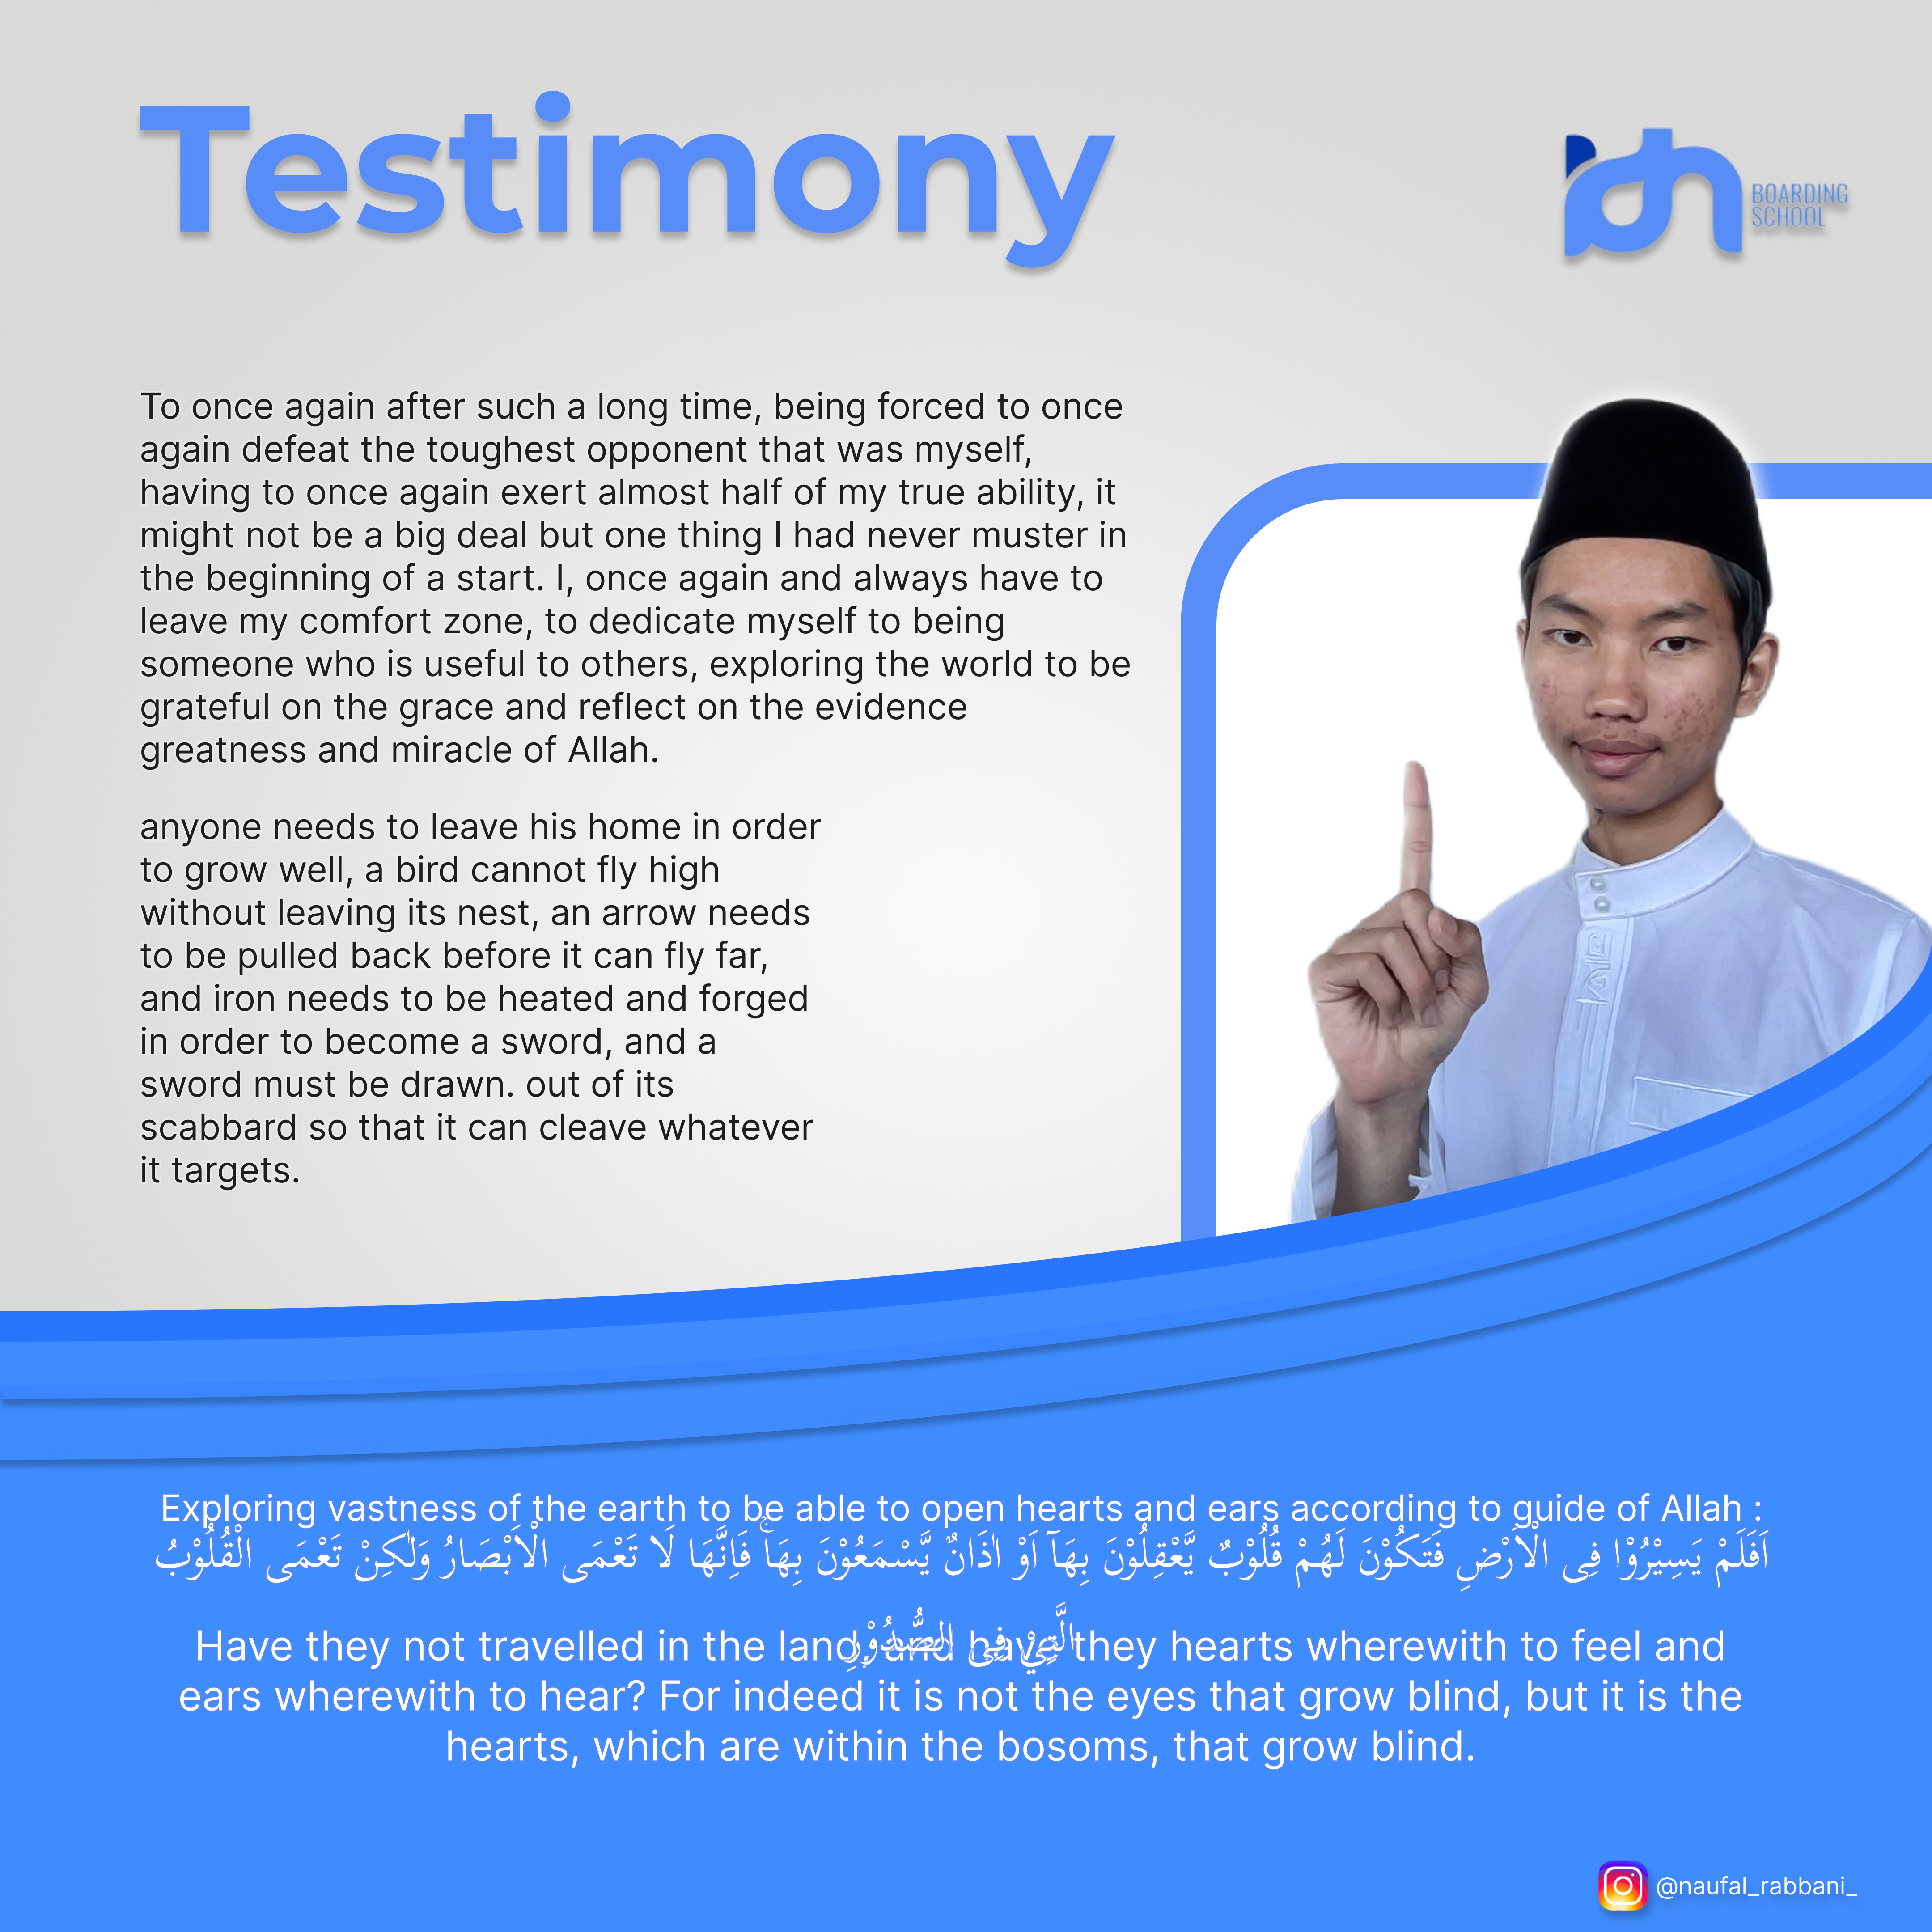 Testimony
BOARDING
SCHOOL
To once again after such a long time, being forced to once
again defeat the toughest opponent that was myself,
having to once again exert almost half of my true ability, it
might not be a big deal but one thing I had never muster in
the beginning of a start. I, once again and always have to
leave my comfort zone, to dedicate myself to being
someone who is useful to others, exploring the world to be
grateful on the grace and reflect on the evidence
greatness and miracle of Allah.
anyone needs to leave his home in order
to grow well, a bird cannot fly high
without leaving its nest, an arrow needs
to be pulled back before it can fly far,
and iron needs to be heated and forged
in order to become a sword, and a
sword must be drawn. out of its
scabbard so that it can cleave whatever
it targets.
Exploring vastness of the earth to be able to open hearts and ears according to guide of Allah :
اَفَلَمْ يَسِيْرُوْا فِى الْاَرْضِ فَتَكُوْنَ لَهُمْ قُلُوْبٌ يَّعْقِلُوْنَ بِهَآ اَوْ اٰذَانٌ يَّسْمَعُوْنَ بِهَاۚ فَاِنَّهَا لَا تَعْمَى الْاَبْصَارُ وَلٰكِنْ تَعْمَى الْقُلُوْبُ
الَّتِيْ فِى الصُّدُوْرِ
Have they not travelled in the land, and have they hearts wherewith to feel and
ears wherewith to hear? For indeed it is not the eyes that grow blind, but it is the
hearts, which are within the bosoms, that grow blind.
@naufal_rabbani_